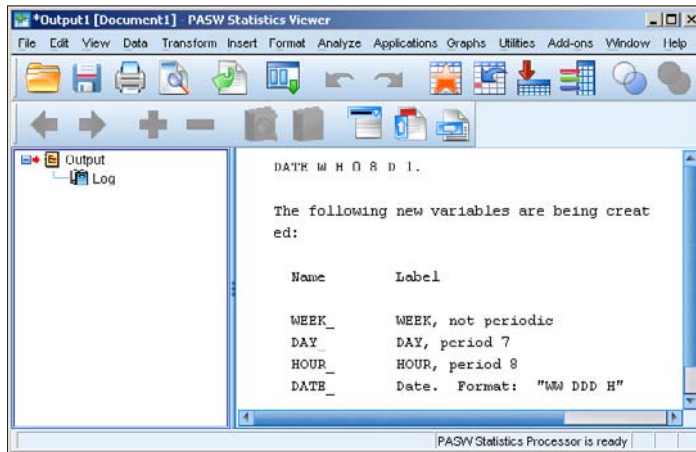 *Output1 [Document1] - PASW Statistics Viewer
File Edit View Data Transform Insert Format Analyze Applications Graphs Utilities Add-ons Window Help
Output
Log
DATE W H 0 8 D 1.
The following new variables are being creat
ed:
Name Label
WEEK_ WEEK, not periodic
DAY_ DAY, period 7
HOUR_ HOUR, period 8
DATE_ Date. Format: "WW DDD H"
PASW Statistics Processor is ready